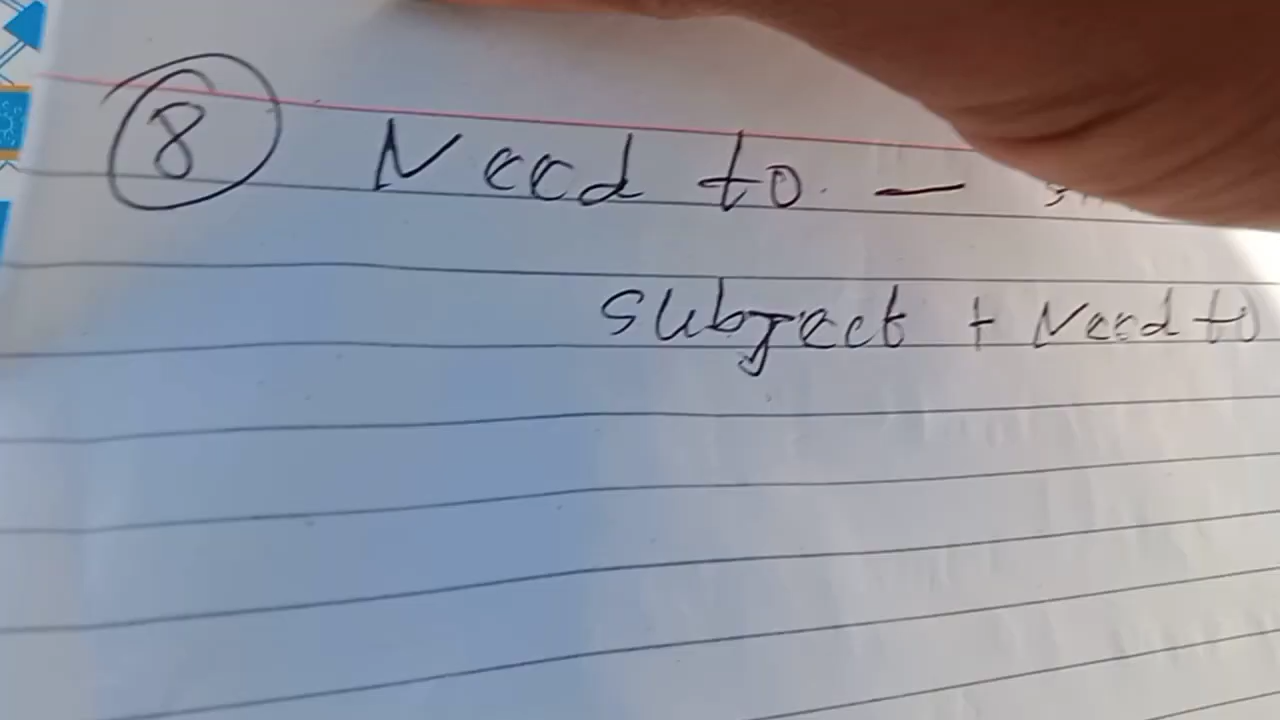 8 Need to —
subject + Need to